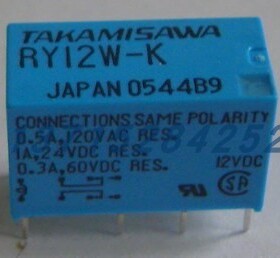 TAKAMISAWA
RY12W-K
JAPAN 0544B9
CONNECTIONS SAME POLARITY
0.5A,120VAC RES.
1A,24VDC RES.
0.3A,60VDC RES.
12VDC